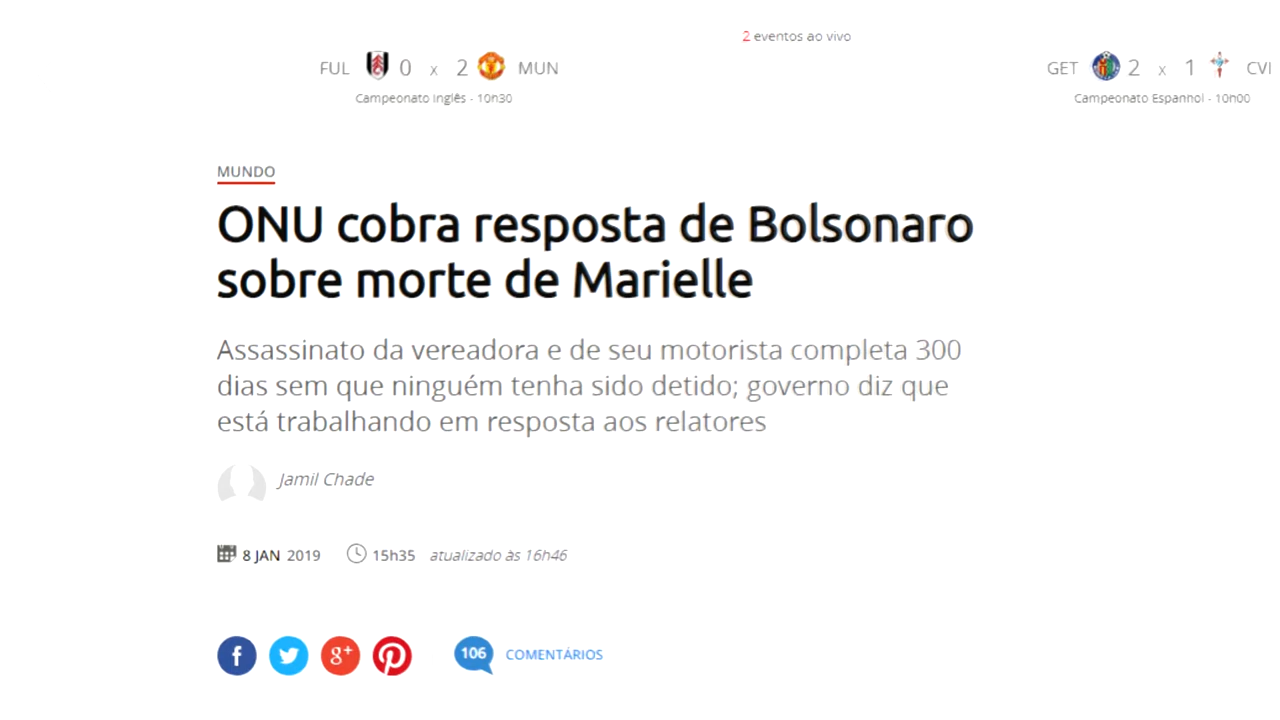 2 eventos ao vivo
FUL 0 x 2 MUN
Campeonato Inglês - 10h30
GET 2 x 1 CVI
Campeonato Espanhol - 10h00
MUNDO
ONU cobra resposta de Bolsonaro
sobre morte de Marielle
Assassinato da vereadora e de seu motorista completa 300
dias sem que ninguém tenha sido detido; governo diz que
está trabalhando em resposta aos relatores
Jamil Chade
8 JAN 2019 15h35 atualizado às 16h46
106 COMENTÁRIOS